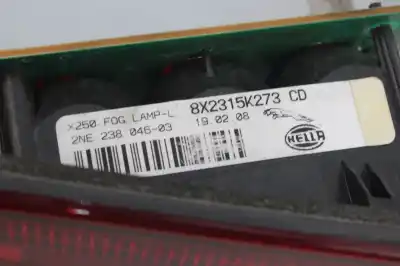 X250 FOG LAMP-L 8X2315K273 CD
2NE 238 046-03 19.02.08
HELLA